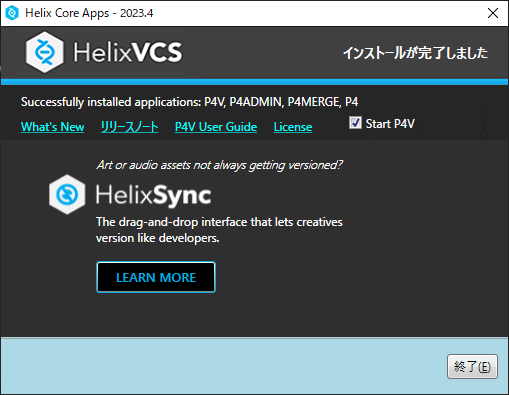 Helix Core Apps - 2023.4
HelixVCS
インストールが完了しました
Successfully installed applications: P4V, P4ADMIN, P4MERGE, P4
What's New リリースノート P4V User Guide License Start P4V
Art or audio assets not always getting versioned?
HelixSync
The drag-and-drop interface that lets creatives
version like developers.
LEARN MORE
終了(E)